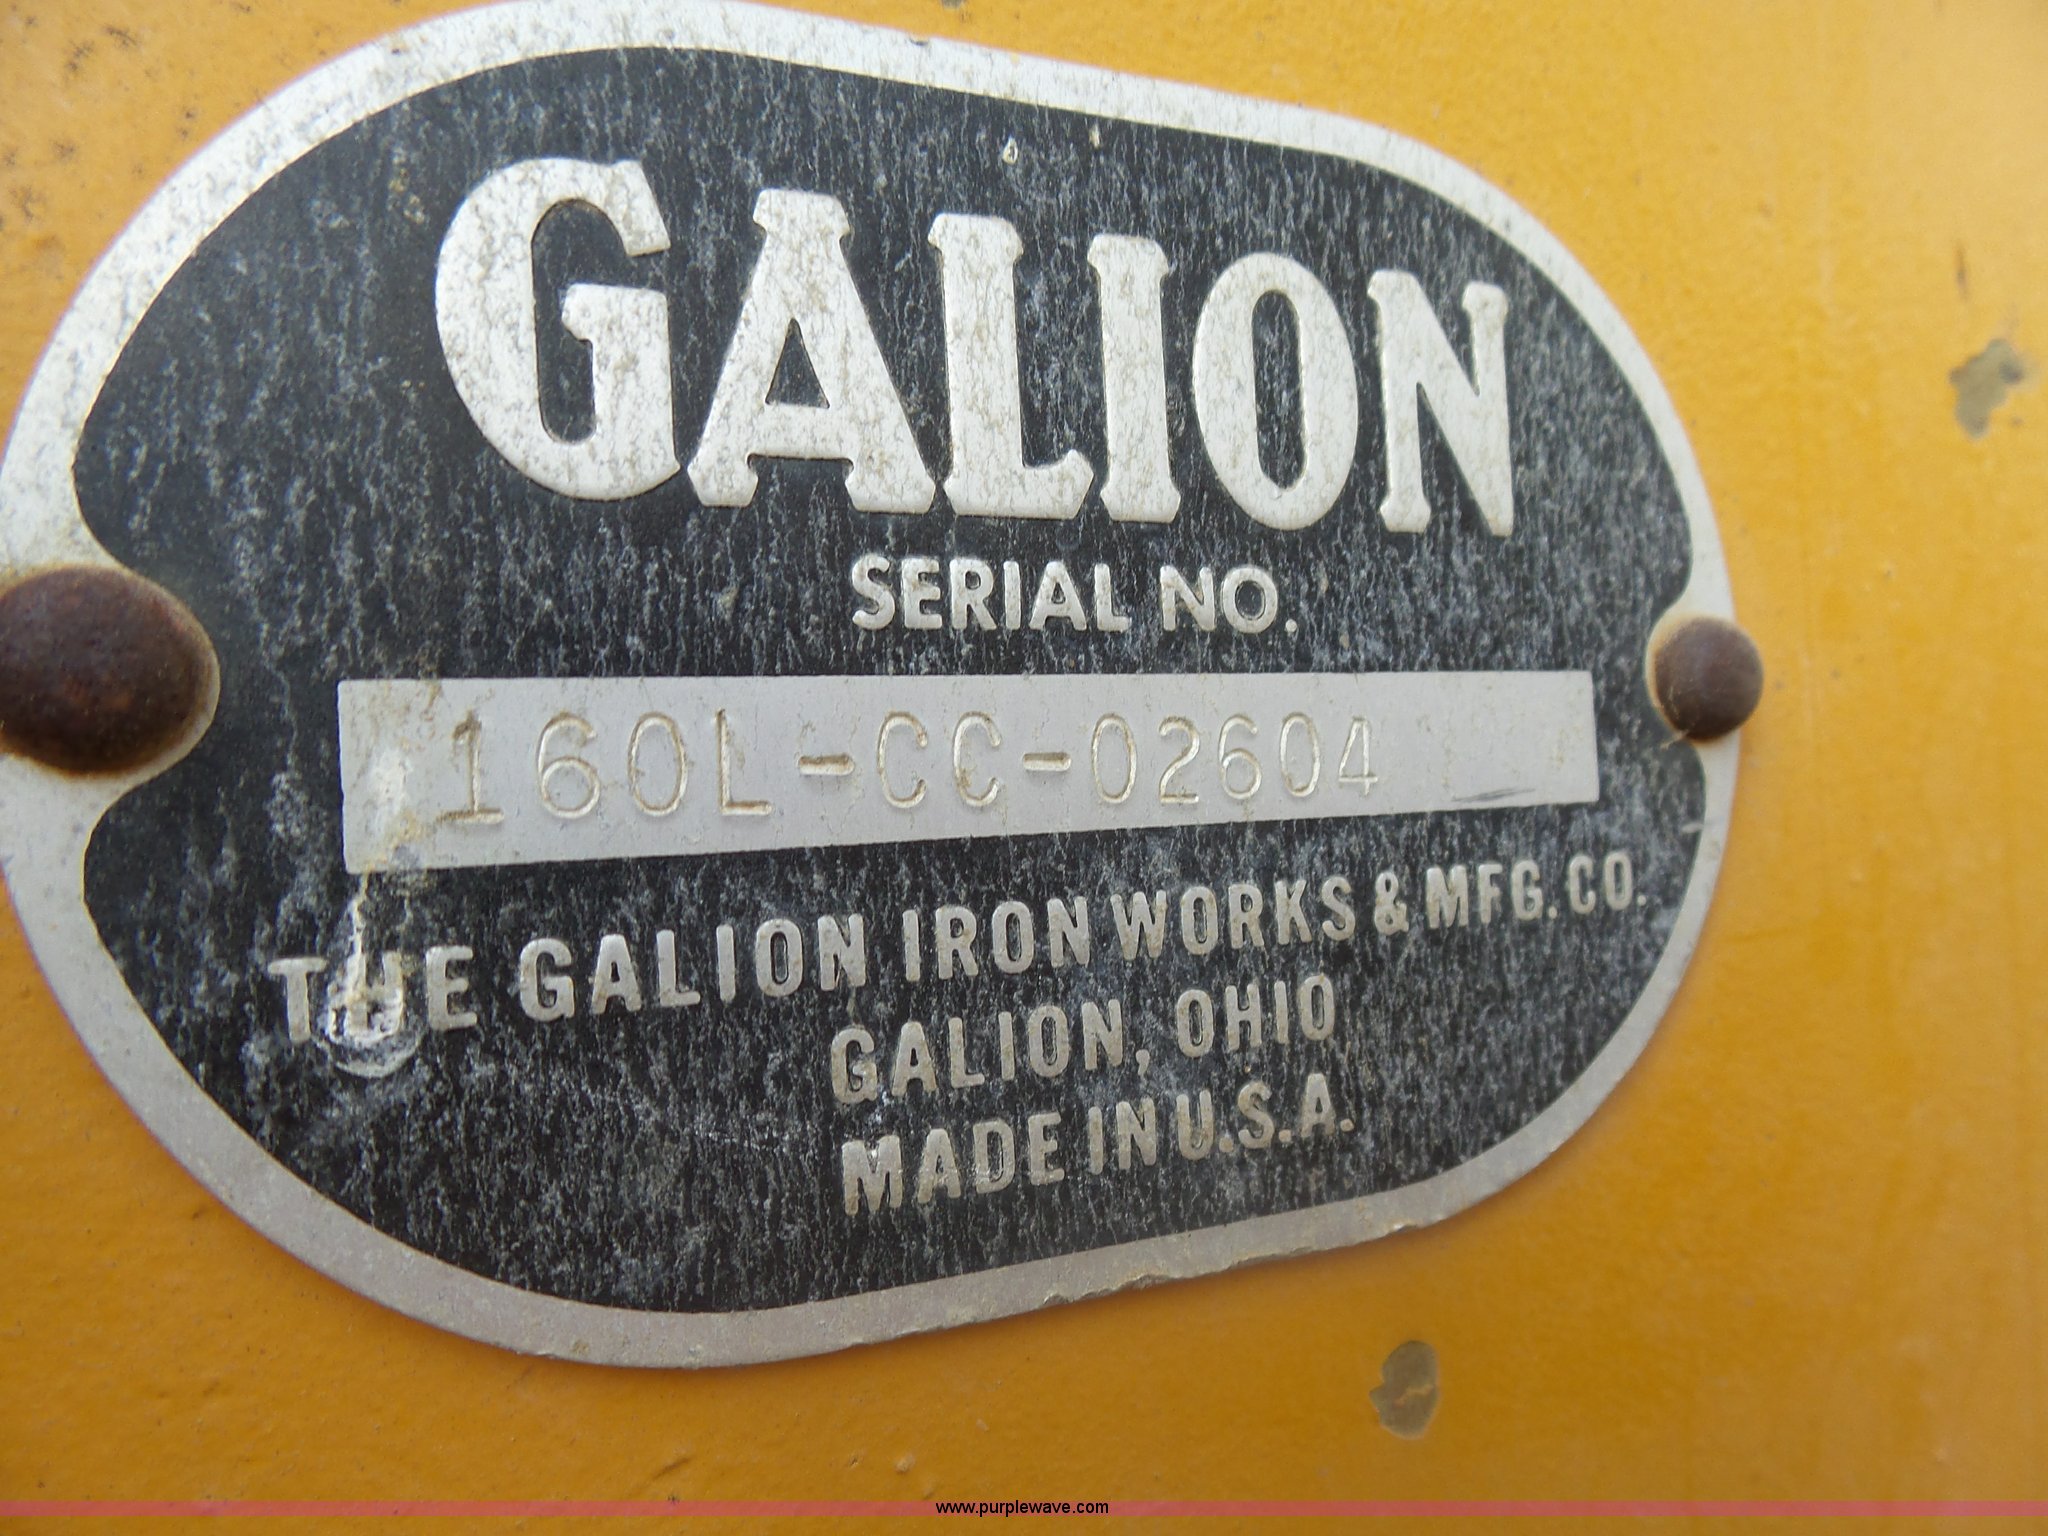 GALION
SERIAL NO.
160L-CC-02604
THE GALION IRON WORKS & MFG. CO.
GALION, OHIO
MADE IN U.S.A.
www.purplewave.com